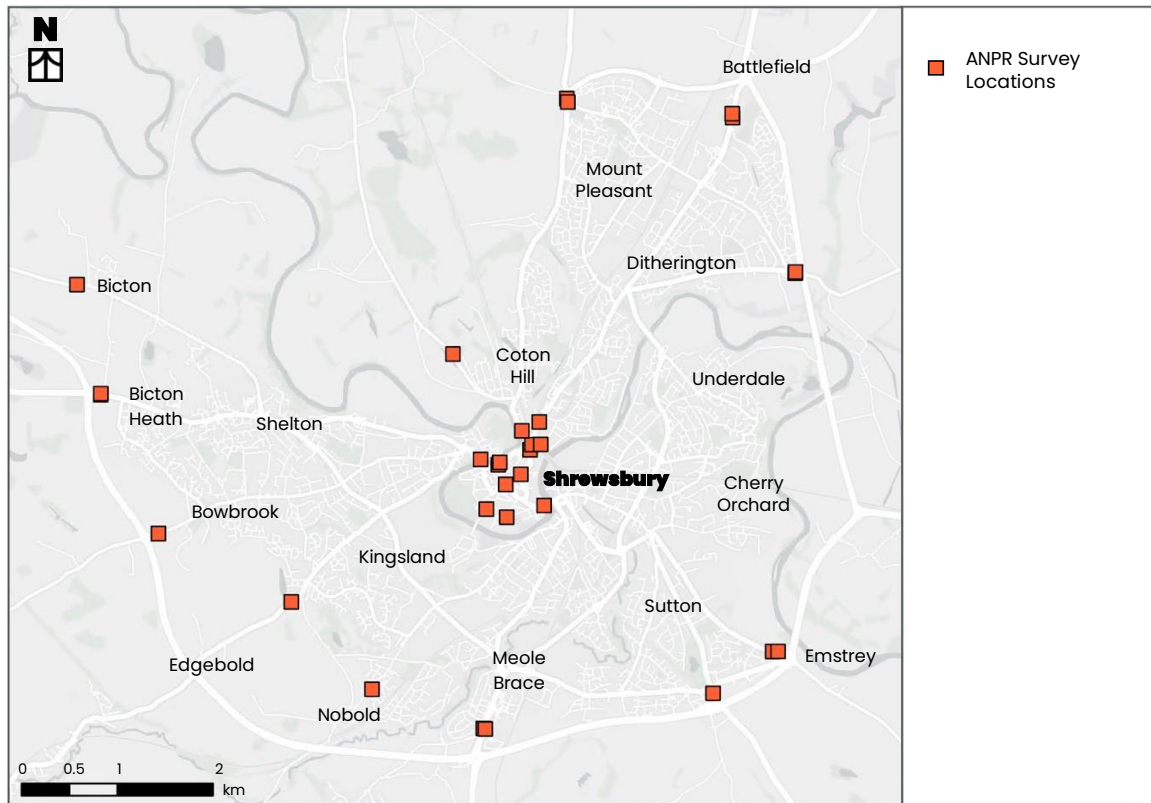 N
Battlefield
ANPR Survey
Locations
Mount
Pleasant
Ditherington
Bicton
Coton
Hill
Underdale
Bicton
Heath
Shelton
Shrewsbury
Cherry
Orchard
Bowbrook
Kingsland
Sutton
Edgebold
Meole
Brace
Emstrey
Nobold
0 0.5 1 2
km